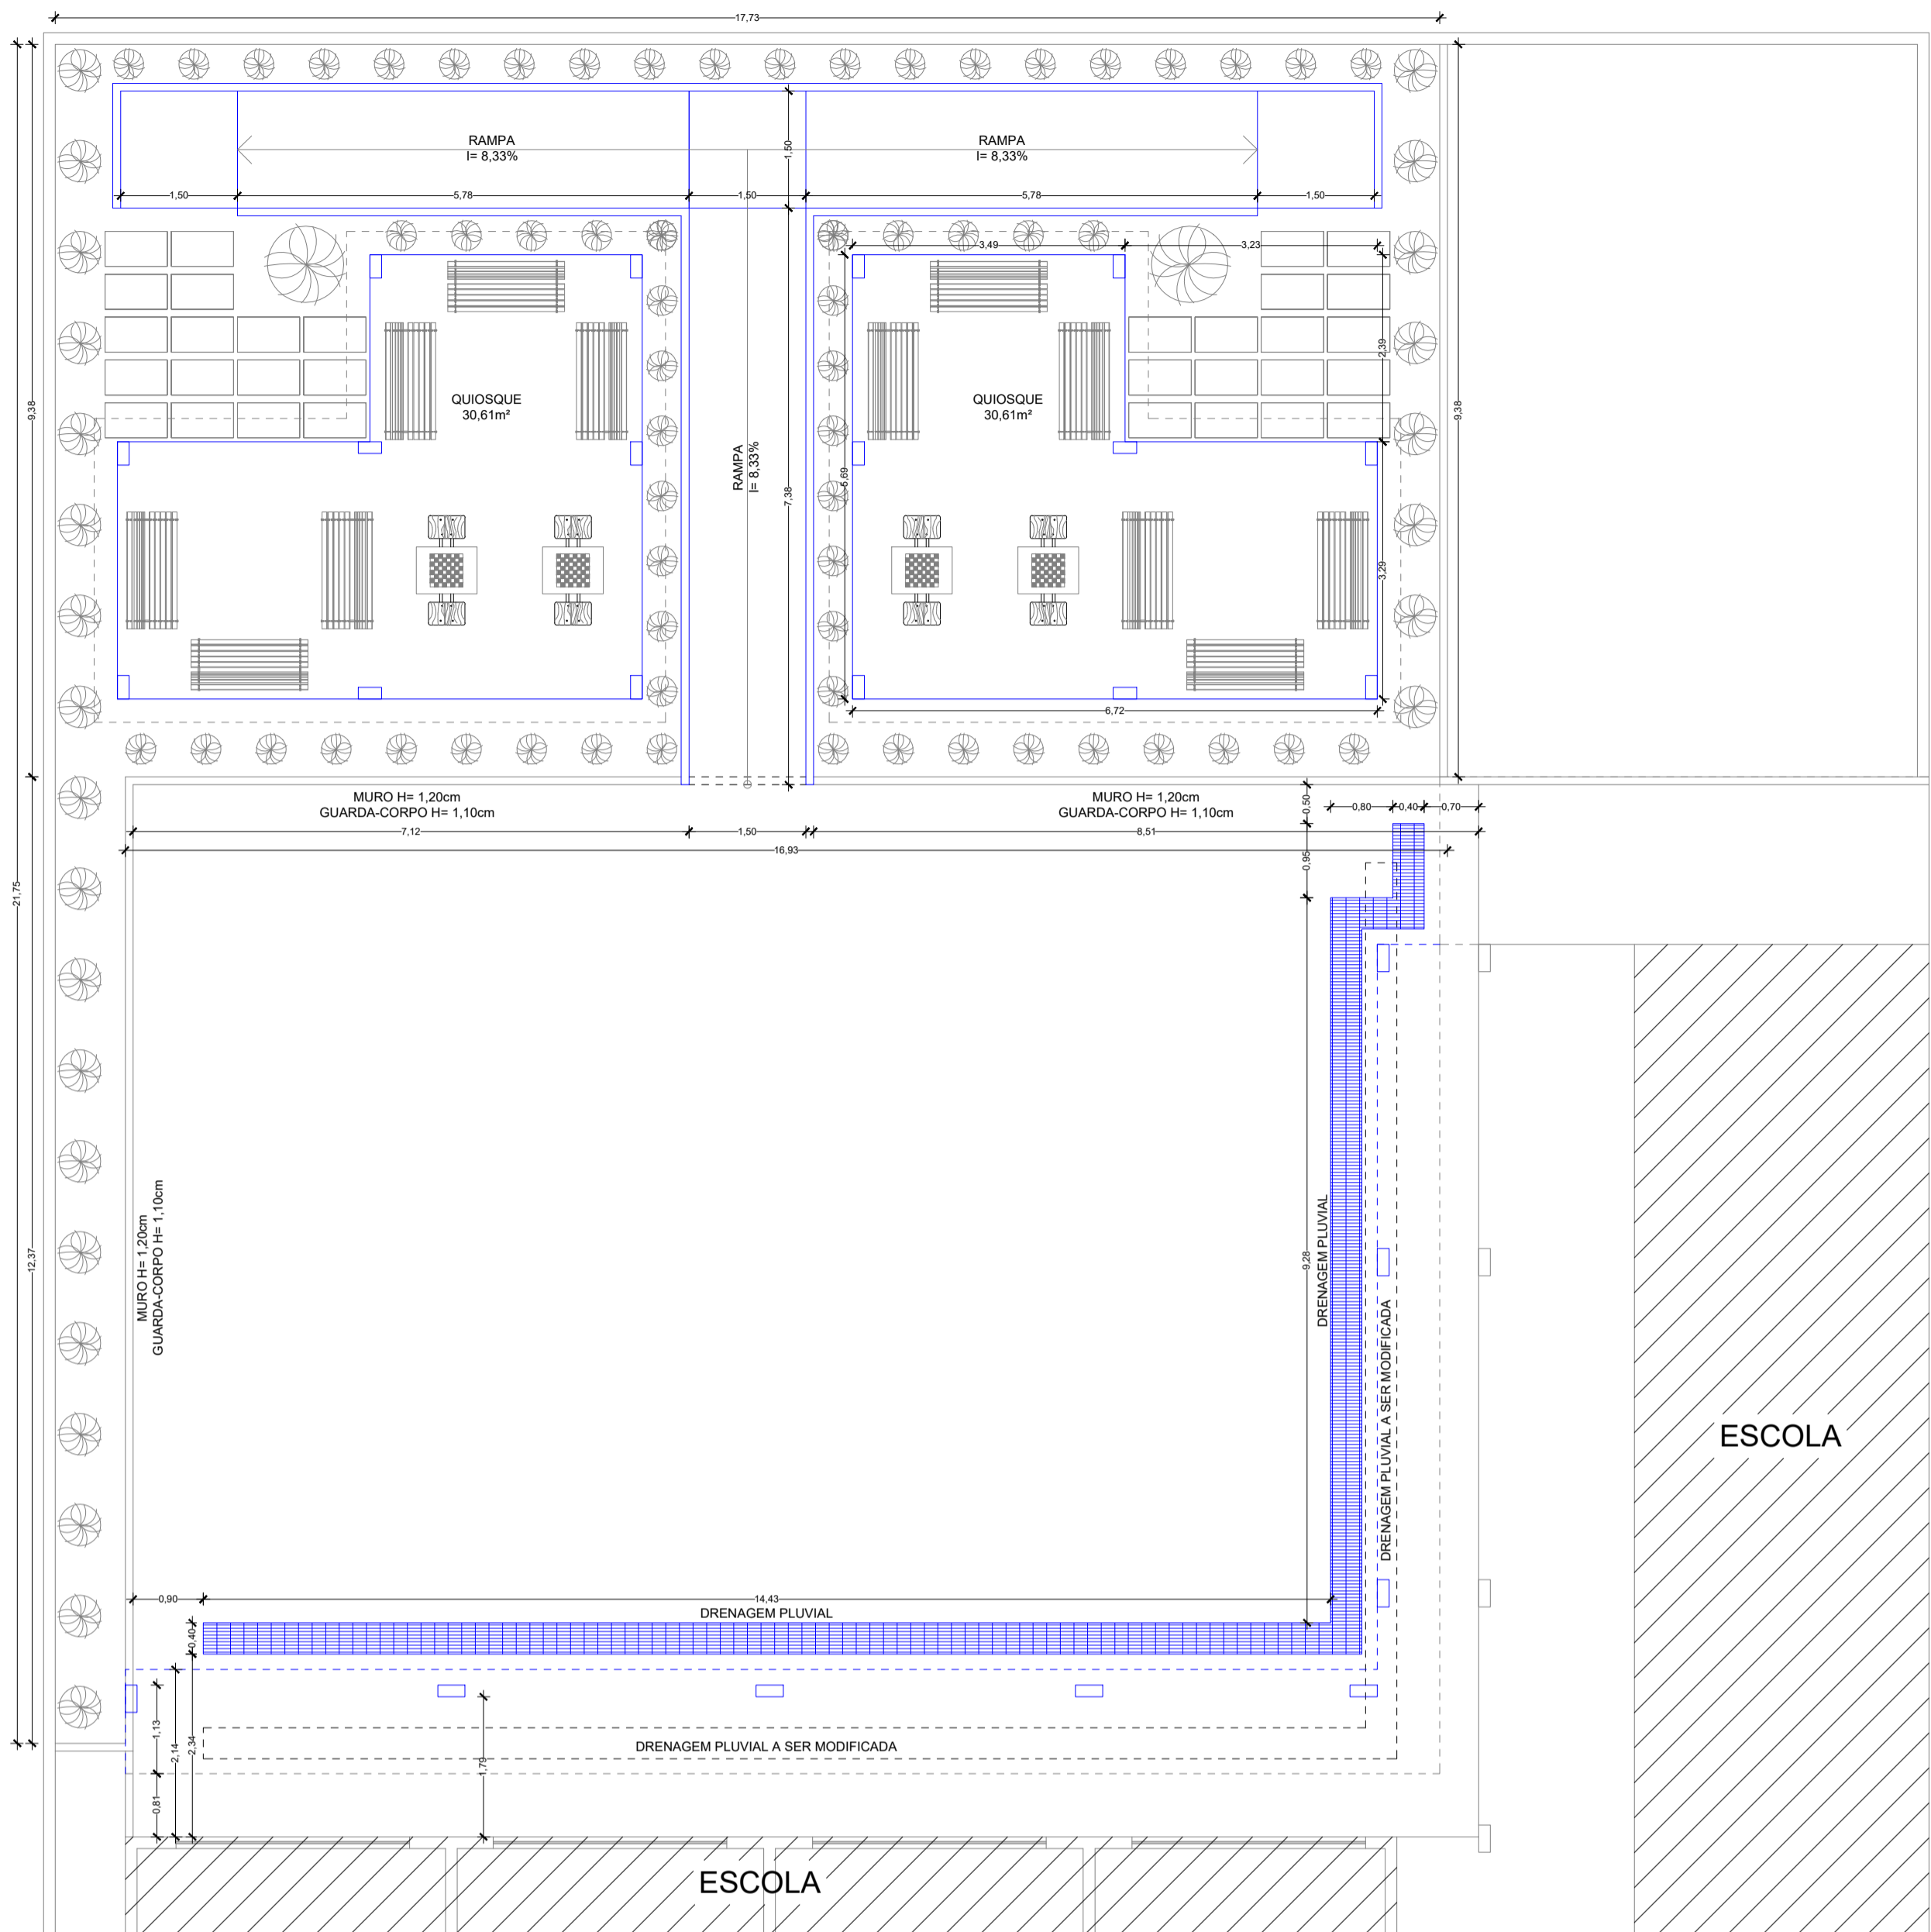 17,73
RAMPA
I= 8,33%
RAMPA
I= 8,33%
1,50
1,50
5,78
1,50
5,78
1,50
3,49
3,23
2,39
9,38
9,38
QUIOSQUE
30,61m²
QUIOSQUE
30,61m²
RAMPA
I= 8,33%
7,38
5,69
3,29
6,72
MURO H= 1,20cm
GUARDA-CORPO H= 1,10cm
MURO H= 1,20cm
GUARDA-CORPO H= 1,10cm
0,50
0,80
0,40
0,70
7,12
1,50
8,51
16,93
0,95
21,75
12,37
MURO H= 1,20cm
GUARDA-CORPO H= 1,10cm
9,28
DRENAGEM PLUVIAL
DRENAGEM PLUVIAL A SER MODIFICADA
ESCOLA
0,90
14,43
DRENAGEM PLUVIAL
0,40
1,13
2,14
2,34
1,79
DRENAGEM PLUVIAL A SER MODIFICADA
0,81
ESCOLA